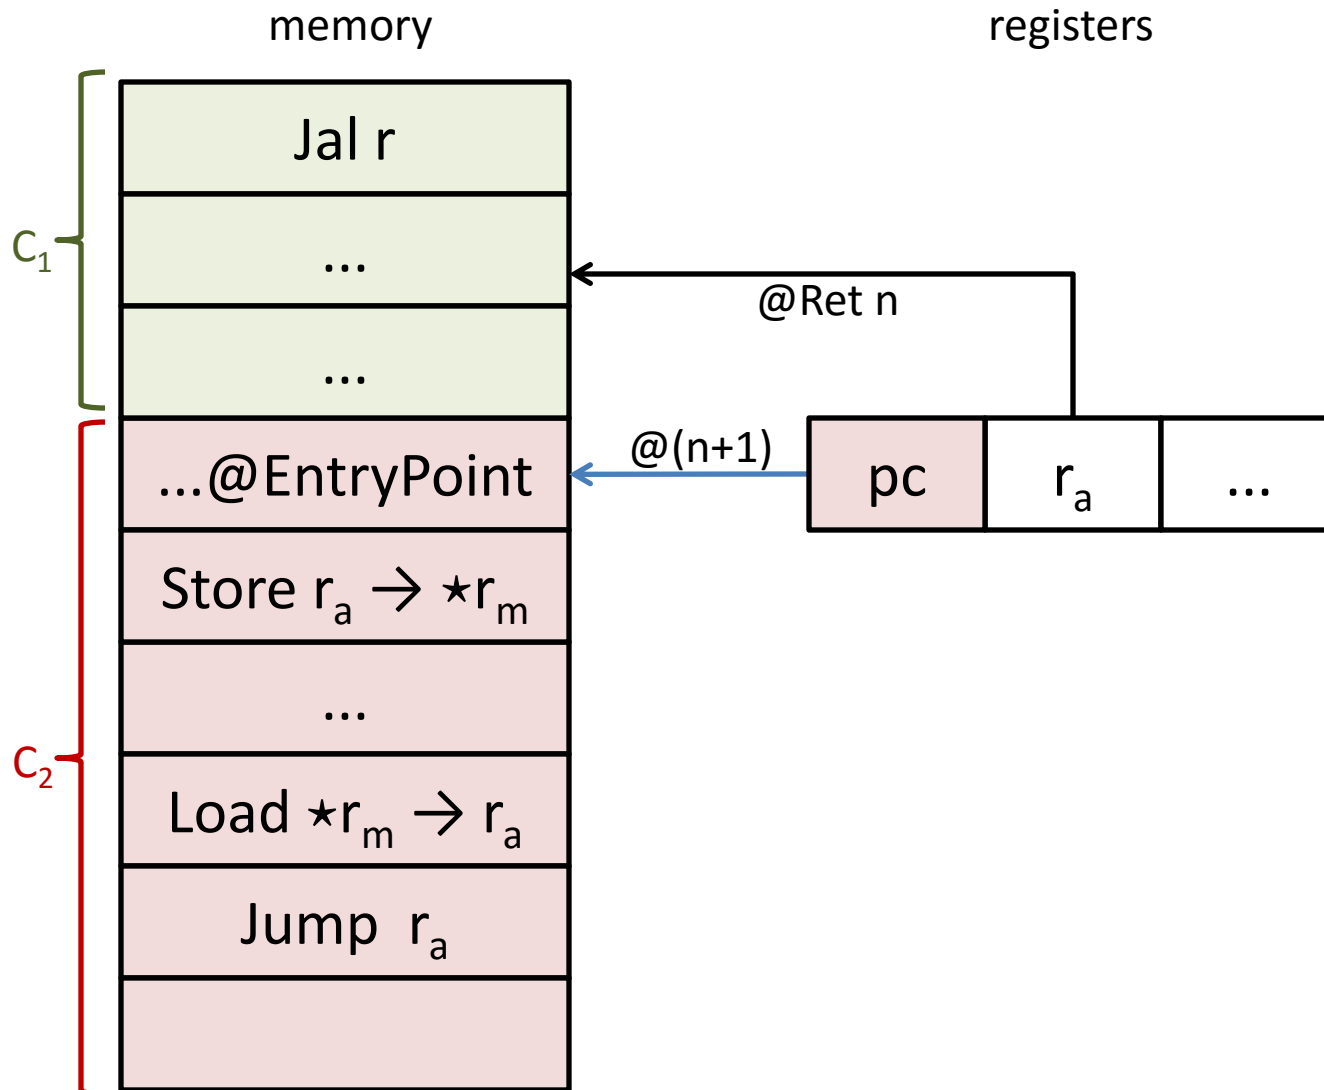 memory
registers
Jal r
C₁
...
@Ret n
...
@(n+1)
...@EntryPoint
pc
rₐ
...
Store rₐ → ⋆rₘ
...
C₂
Load ⋆rₘ → rₐ
Jump rₐ